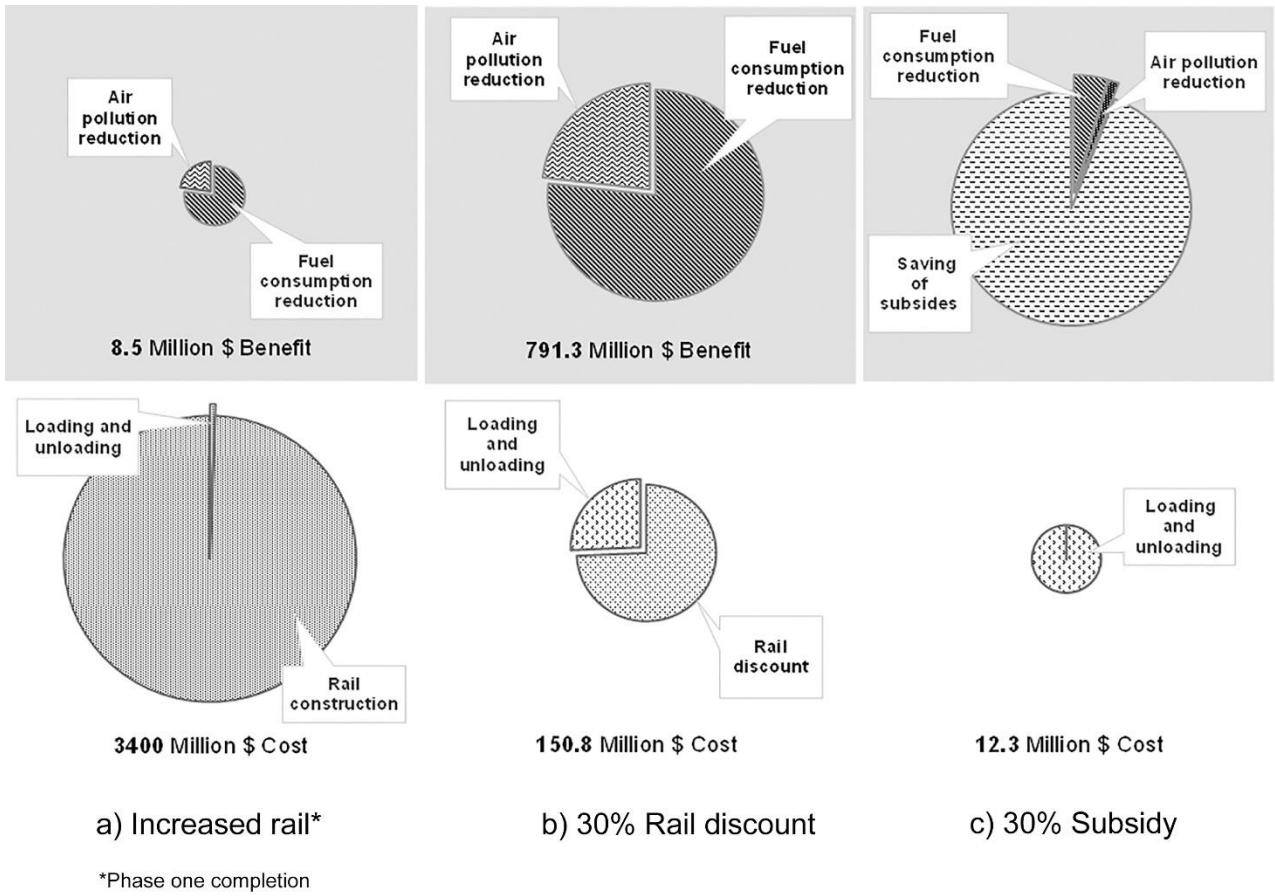 Air
pollution
reduction
Fuel
consumption
reduction
8.5 Million $ Benefit
Air
pollution
reduction
Fuel
consumption
reduction
791.3 Million $ Benefit
Fuel
consumption
reduction
Air pollution
reduction
Saving
of
subsides
Loading and
unloading
Rail
construction
3400 Million $ Cost
Loading
and
unloading
Rail
discount
150.8 Million $ Cost
Loading
and
unloading
12.3 Million $ Cost
a) Increased rail*
b) 30% Rail discount
c) 30% Subsidy
*Phase one completion